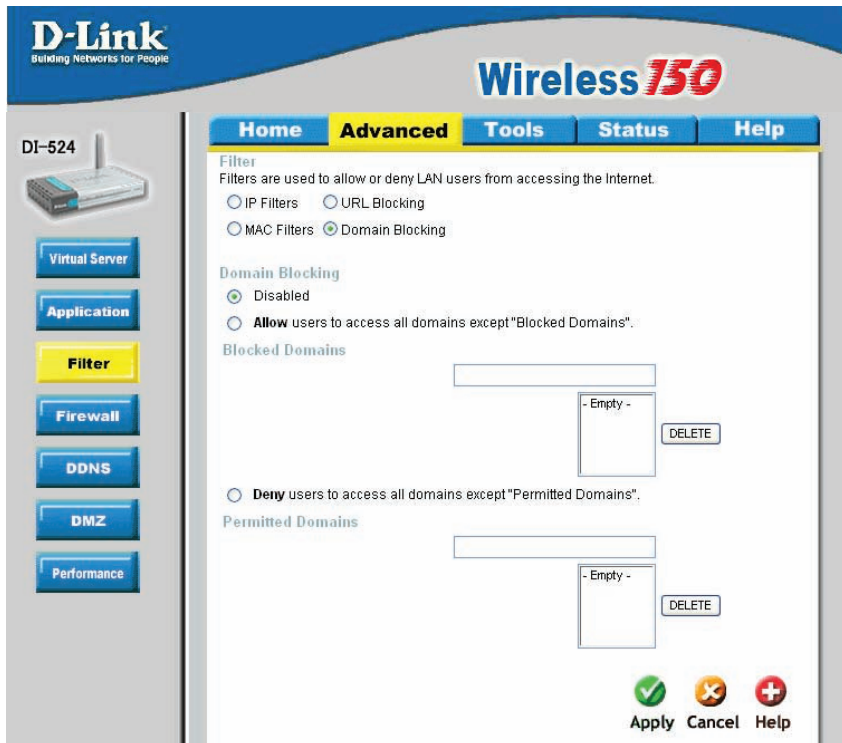 D-Link
Building Networks for People
Wireless 150
DI-524
Home Advanced Tools Status Help
Filter
Filters are used to allow or deny LAN users from accessing the Internet.
IP Filters URL Blocking
MAC Filters Domain Blocking
Domain Blocking
Disabled
Allow users to access all domains except "Blocked Domains".
Blocked Domains
- Empty -
DELETE
Deny users to access all domains except "Permitted Domains".
Permitted Domains
- Empty -
DELETE
Virtual Server
Application
Filter
Firewall
DDNS
DMZ
Performance
Apply Cancel Help